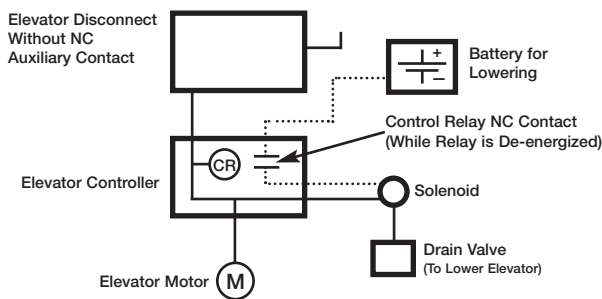 Elevator Disconnect
Without NC
Auxiliary Contact
+
–
Battery for
Lowering
Control Relay NC Contact
(While Relay is De-energized)
CR
Elevator Controller
Solenoid
Drain Valve
(To Lower Elevator)
Elevator Motor
M